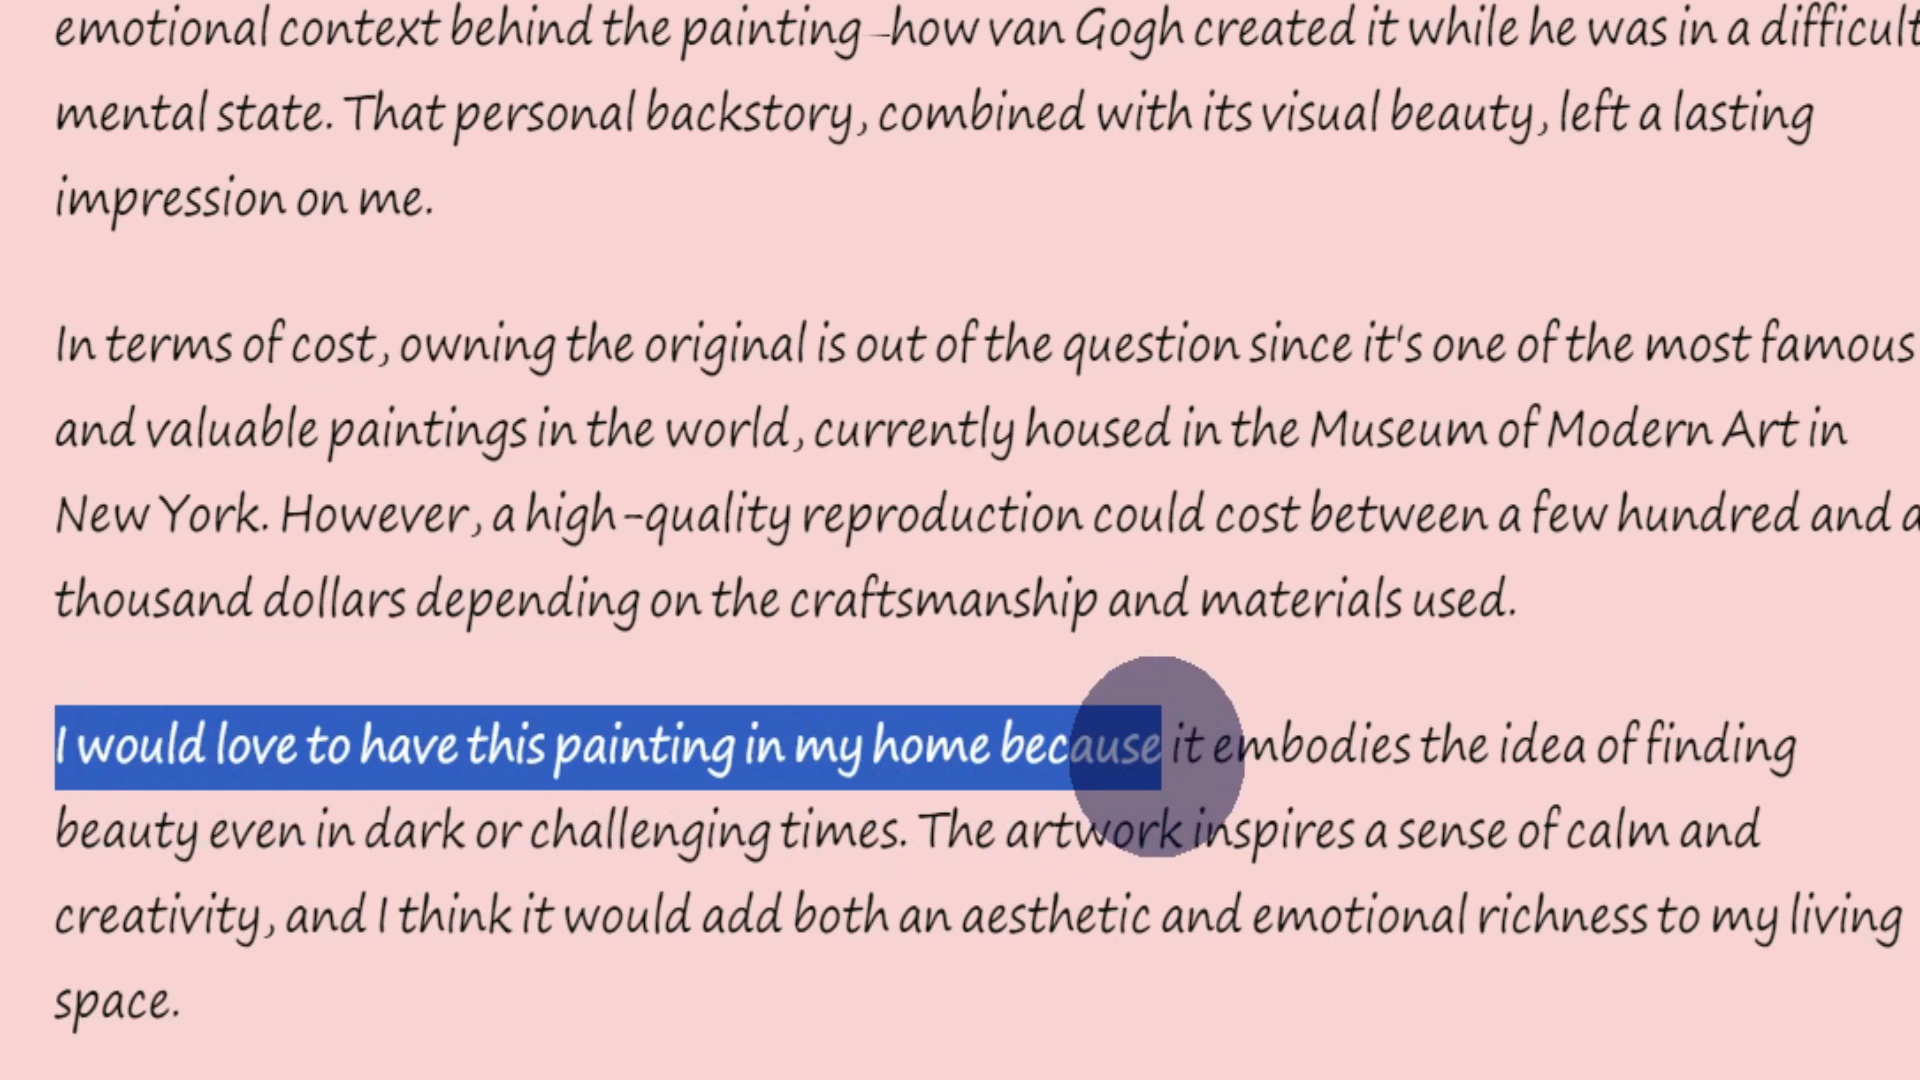 emotional context behind the painting –how van Gogh created it while he was in a difficult
mental state. That personal backstory, combined with its visual beauty, left a lasting
impression on me.
In terms of cost, owning the original is out of the question since it's one of the most famous
and valuable paintings in the world, currently housed in the Museum of Modern Art in
New York. However, a high-quality reproduction could cost between a few hundred and a
thousand dollars depending on the craftsmanship and materials used.
I would love to have this painting in my home because it embodies the idea of finding
beauty even in dark or challenging times. The artwork inspires a sense of calm and
creativity, and I think it would add both an aesthetic and emotional richness to my living
space.